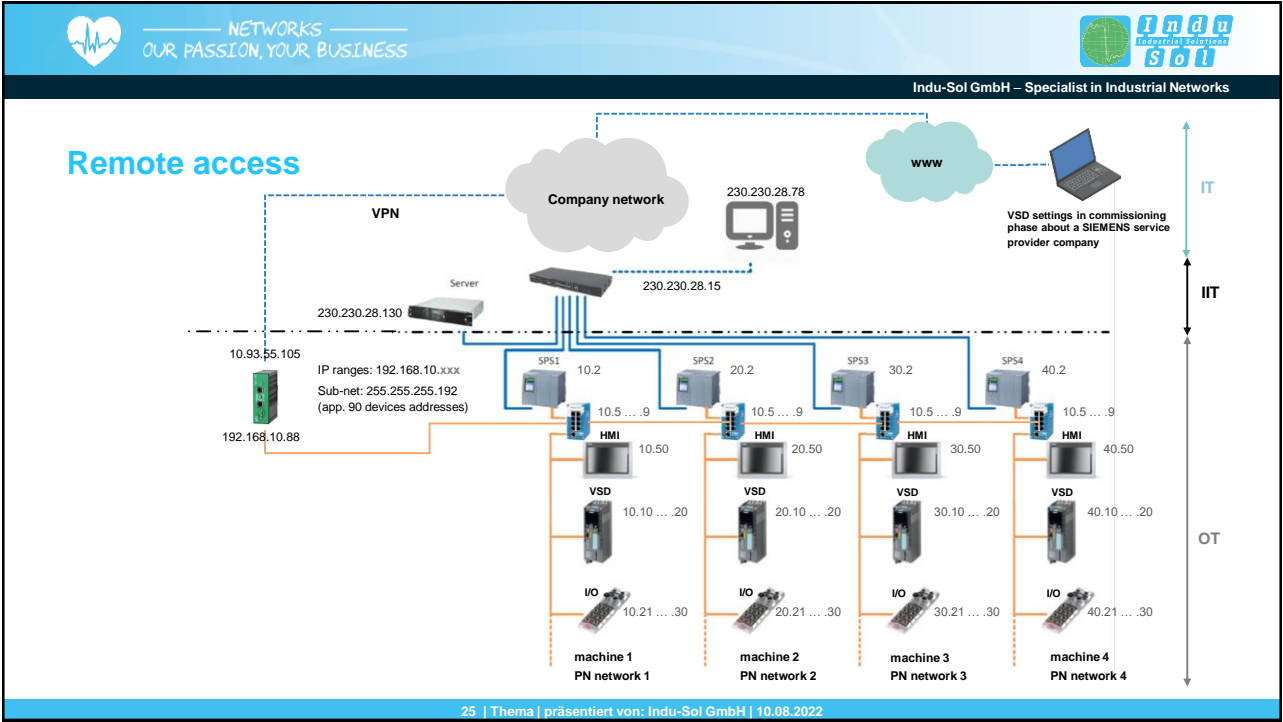 NETWORKS
OUR PASSION, YOUR BUSINESS
Indu
Industrial Solutions
Sol
Indu-Sol GmbH – Specialist in Industrial Networks
Remote access
Company network
www
VPN
230.230.28.78
VSD settings in commissioning
phase about a SIEMENS service
provider company
IT
Server
230.230.28.15
230.230.28.130
IIT
10.93.55.105
IP ranges: 192.168.10.xxx
Sub-net: 255.255.255.192
(app. 90 devices addresses)
192.168.10.88
SPS1 10.2
SPS2 20.2
SPS3 30.2
SPS4 40.2
10.5 ... .9
10.5 ... .9
10.5 ... .9
10.5 ... .9
HMI 10.50
HMI 20.50
HMI 30.50
HMI 40.50
VSD 10.10 ... .20
VSD 20.10 ... .20
VSD 30.10 ... .20
VSD 40.10 ... .20
OT
I/O 10.21 ... .30
I/O 20.21 ... .30
I/O 30.21 ... .30
I/O 40.21 ... .30
machine 1
PN network 1
machine 2
PN network 2
machine 3
PN network 3
machine 4
PN network 4
25 | Thema | präsentiert von: Indu-Sol GmbH | 10.08.2022